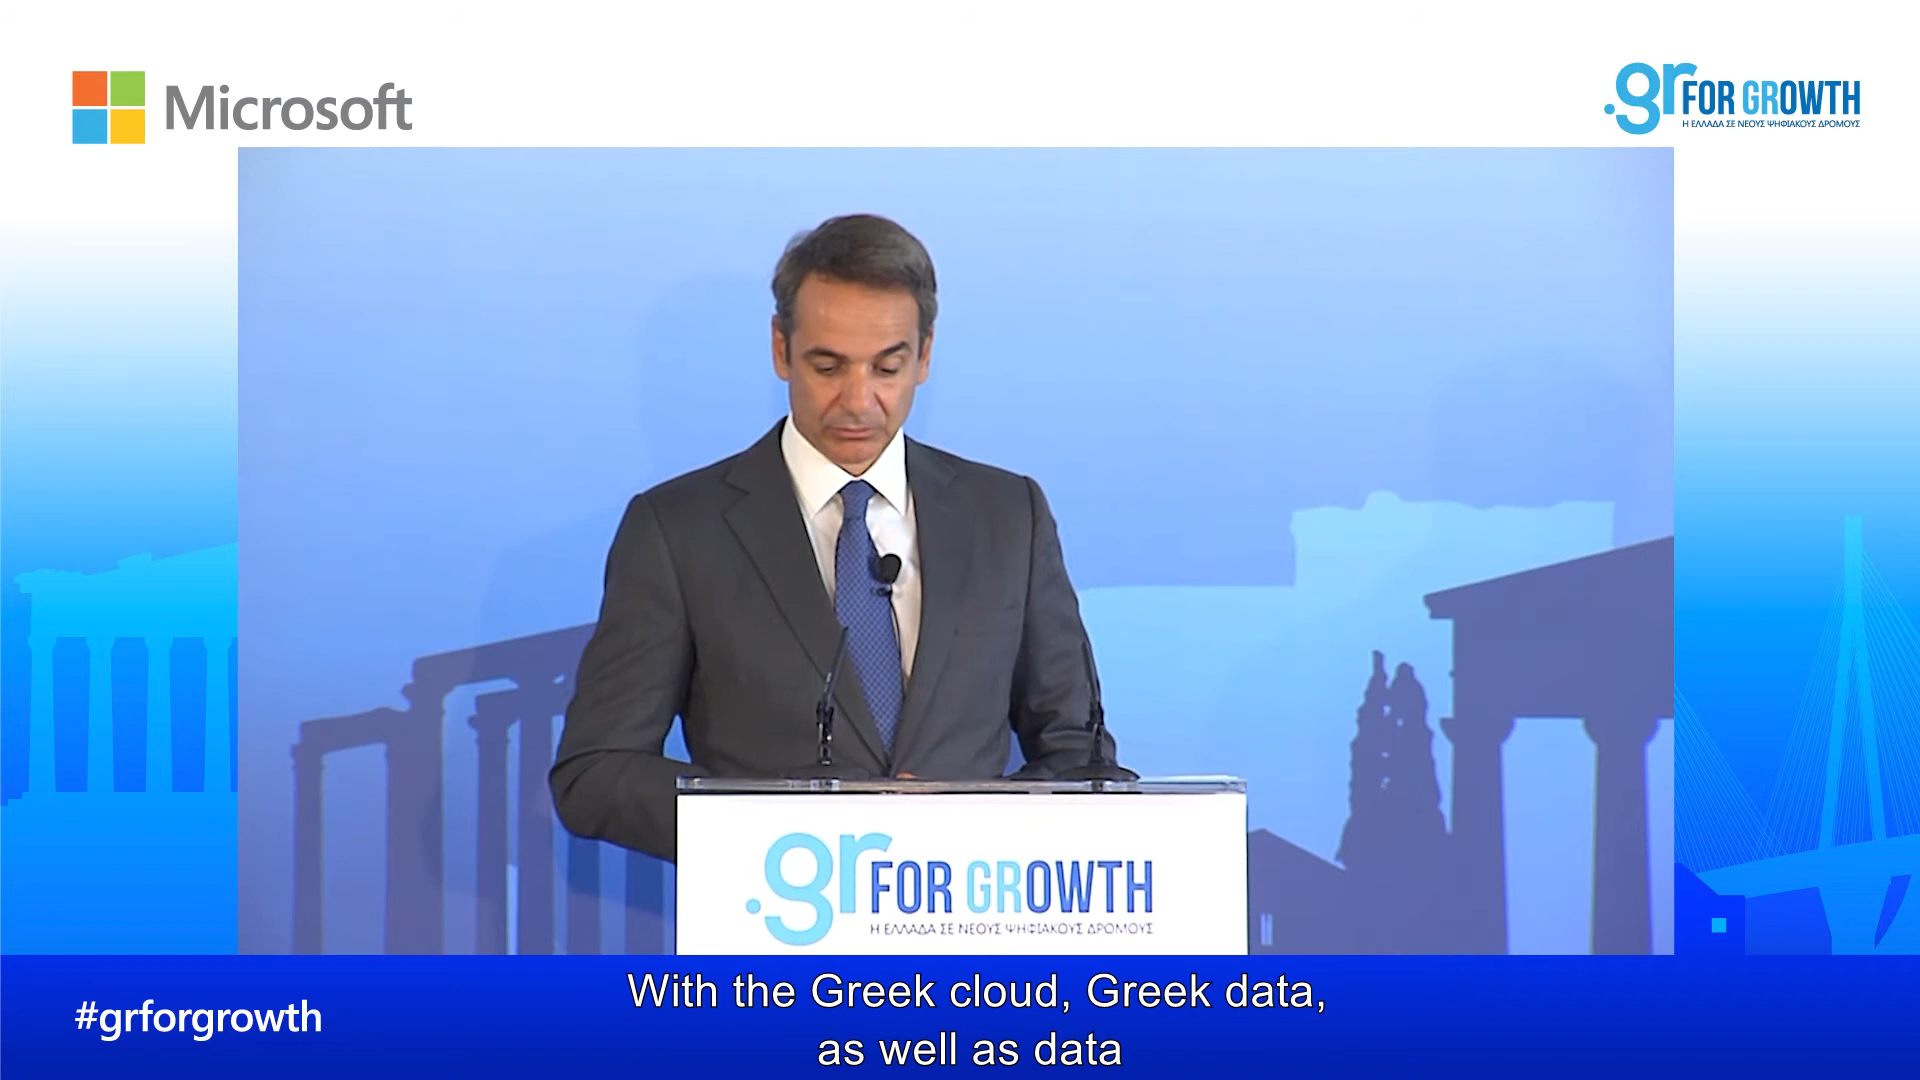 Microsoft
.gr FOR GROWTH
Η ΕΛΛΑΔΑ ΣΕ ΝΕΟΥΣ ΨΗΦΙΑΚΟΥΣ ΔΡΟΜΟΥΣ
.gr FOR GROWTH
Η ΕΛΛΑΔΑ ΣΕ ΝΕΟΥΣ ΨΗΦΙΑΚΟΥΣ ΔΡΟΜΟΥΣ
#grforgrowth
With the Greek cloud, Greek data,
as well as data